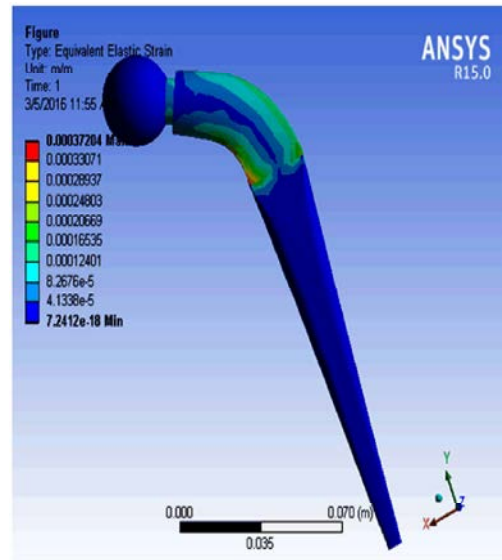 Figure
Type: Equivalent Elastic Strain
Unit: m/m
Time: 1
3/5/2016 11:55
ANSYS
R15.0
0.00037204
0.00033071
0.00028937
0.00024803
0.00020669
0.00016535
0.00012401
8.2676e-5
4.1338e-5
7.2412e-18 Min
Y
Z
X
0.000
0.070 (m)
0.035